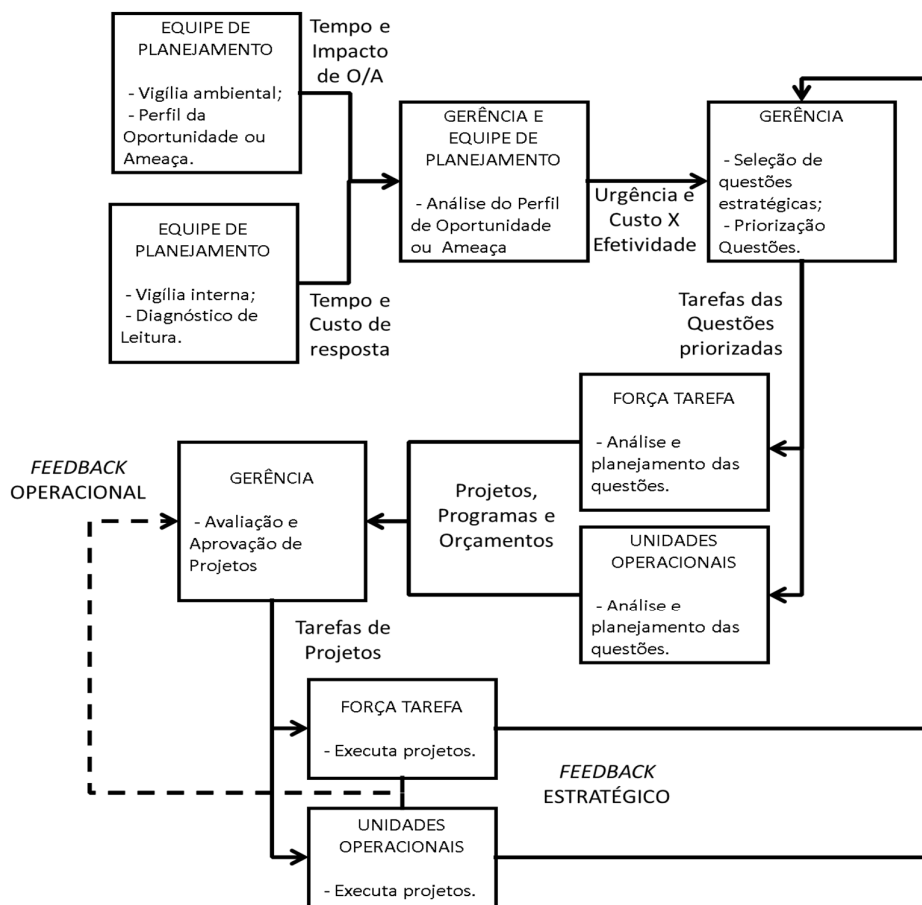 EQUIPE DE
PLANEJAMENTO
- Vigília ambiental;
- Perfil da
Oportunidade ou
Ameaça.
Tempo e
Impacto
de O/A
EQUIPE DE
PLANEJAMENTO
- Vigília interna;
- Diagnóstico de
Leitura.
Tempo e
Custo de
resposta
GERÊNCIA E
EQUIPE DE
PLANEJAMENTO
- Análise do Perfil
de Oportunidade
ou Ameaça
Urgência e
Custo X
Efetividade
GERÊNCIA
- Seleção de
questões
estratégicas;
- Priorização
Questões.
Tarefas das
Questões
priorizadas
FORÇA TAREFA
- Análise e
planejamento das
questões.
UNIDADES
OPERACIONAIS
- Análise e
planejamento das
questões.
Projetos,
Programas e
Orçamentos
GERÊNCIA
- Avaliação e
Aprovação de
Projetos
FEEDBACK
OPERACIONAL
Tarefas de
Projetos
FORÇA TAREFA
- Executa projetos.
UNIDADES
OPERACIONAIS
- Executa projetos.
FEEDBACK
ESTRATÉGICO